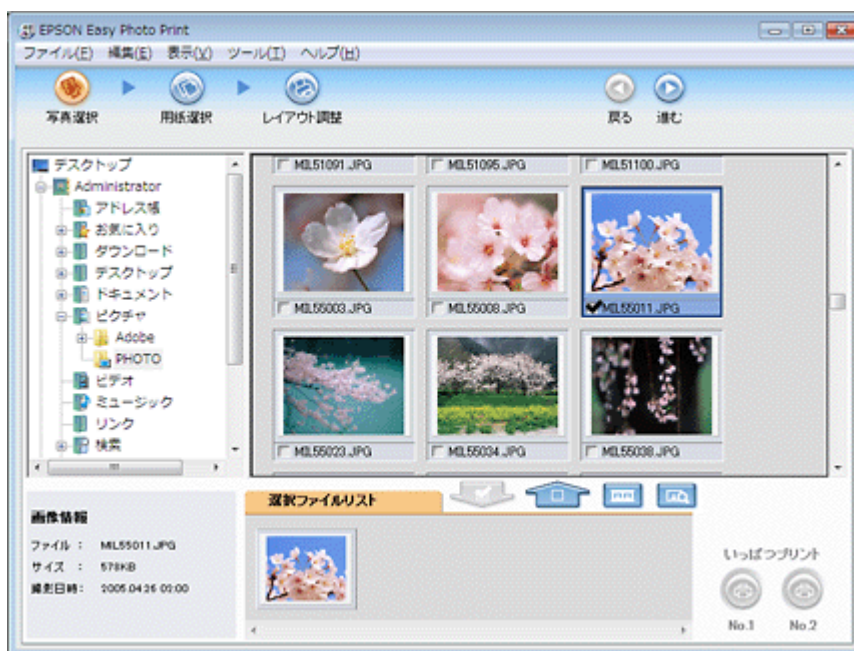 EPSON Easy Photo Print
ファイル(E) 編集(E) 表示(V) ツール(T) ヘルプ(H)
写真選択 用紙選択 レイアウト調整 戻る 進む
デスクトップ
Administrator
アドレス帳
お気に入り
ダウンロード
デスクトップ
ドキュメント
ピクチャ
Adobe
PHOTO
ビデオ
ミュージック
リンク
検索
MIL51091.JPG MIL51095.JPG MIL51100.JPG
MIL55003.JPG MIL55008.JPG MIL55011.JPG
MIL55023.JPG MIL55034.JPG MIL55038.JPG
画像情報
ファイル : MIL55011.JPG
サイズ : 578KB
撮影日時: 2005.04.26 02:00
選択ファイルリスト
いっぱつプリント
No.1 No.2